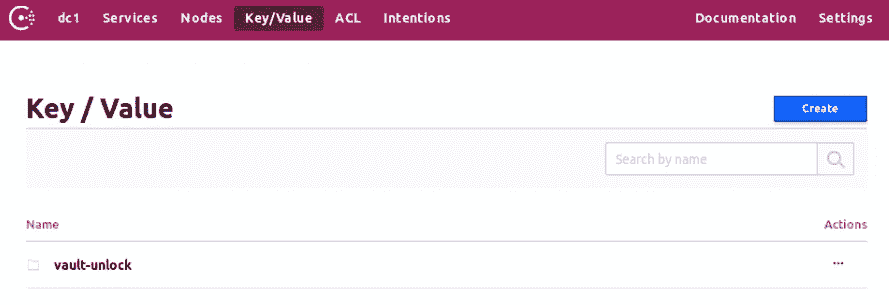 dc1 Services Nodes Key/Value ACL Intentions Documentation Settings
Key / Value Create
Search by name
Name Actions
vault-unlock ...